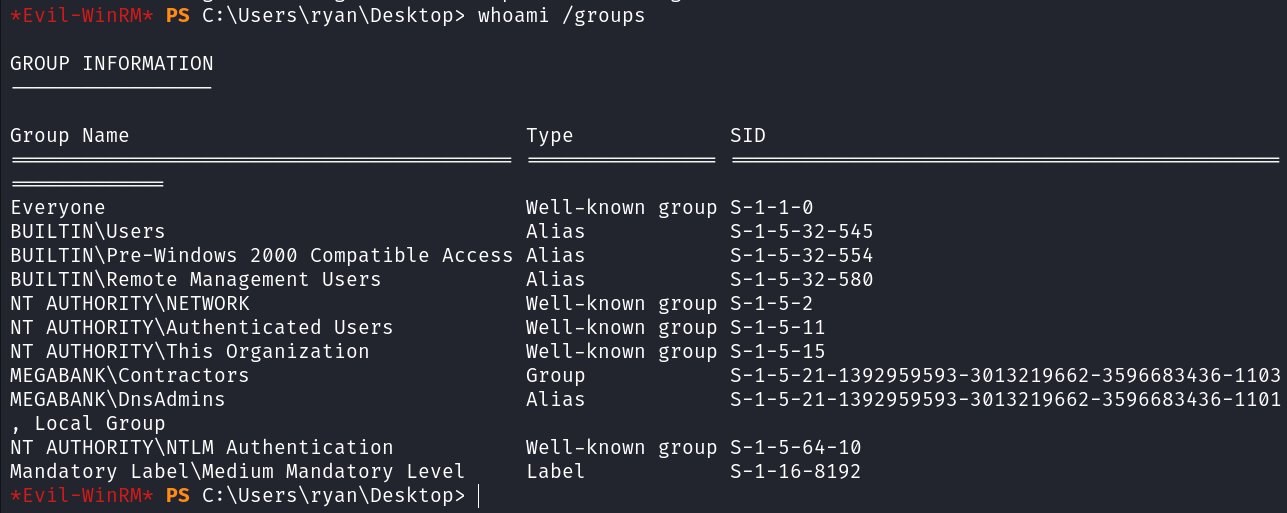 *Evil-WinRM* PS C:\Users\ryan\Desktop> whoami /groups
GROUP INFORMATION
-----------------
Group Name Type SID
========================================== ================ ==============================================
=============
Everyone Well-known group S-1-1-0
BUILTIN\Users Alias S-1-5-32-545
BUILTIN\Pre-Windows 2000 Compatible Access Alias S-1-5-32-554
BUILTIN\Remote Management Users Alias S-1-5-32-580
NT AUTHORITY\NETWORK Well-known group S-1-5-2
NT AUTHORITY\Authenticated Users Well-known group S-1-5-11
NT AUTHORITY\This Organization Well-known group S-1-5-15
MEGABANK\Contractors Group S-1-5-21-1392959593-3013219662-3596683436-1103
MEGABANK\DnsAdmins Alias S-1-5-21-1392959593-3013219662-3596683436-1101
, Local Group
NT AUTHORITY\NTLM Authentication Well-known group S-1-5-64-10
Mandatory Label\Medium Mandatory Level Label S-1-16-8192
*Evil-WinRM* PS C:\Users\ryan\Desktop>